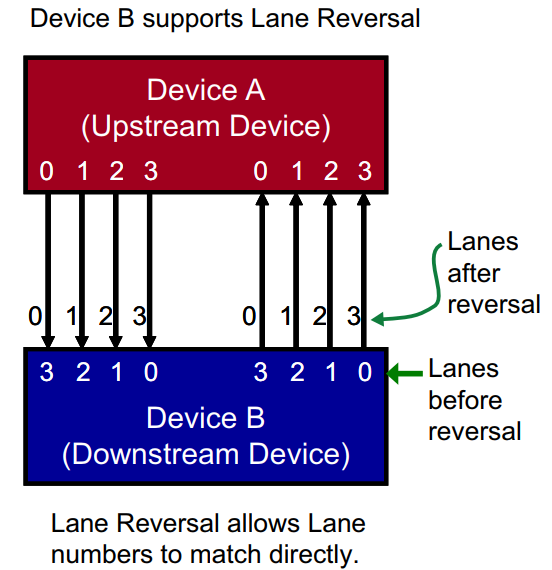 Device B supports Lane Reversal
Device A
(Upstream Device)
0 1 2 3 0 1 2 3
Lanes
after
reversal
0 1 2 3 0 1 2 3
3 2 1 0 3 2 1 0
Lanes
before
reversal
Device B
(Downstream Device)
Lane Reversal allows Lane
numbers to match directly.